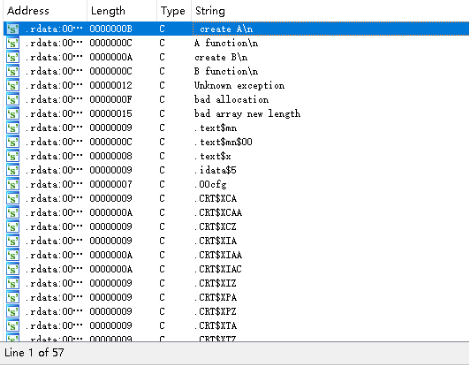 Address Length Type String
.rdata:00··· 0000000B C  create A\n
.rdata:00··· 0000000C C A function\n
.rdata:00··· 0000000A C create B\n
.rdata:00··· 0000000C C B function\n
.rdata:00··· 00000012 C Unknown exception
.rdata:00··· 0000000F C bad allocation
.rdata:00··· 00000015 C bad array new length
.rdata:00··· 00000009 C .text$mn
.rdata:00··· 0000000C C .text$mn$00
.rdata:00··· 00000008 C .text$x
.rdata:00··· 00000009 C .idata$5
.rdata:00··· 00000007 C .00cfg
.rdata:00··· 00000009 C .CRT$XCA
.rdata:00··· 0000000A C .CRT$XCAA
.rdata:00··· 00000009 C .CRT$XCZ
.rdata:00··· 00000009 C .CRT$XIA
.rdata:00··· 0000000A C .CRT$XIAA
.rdata:00··· 0000000A C .CRT$XIAC
.rdata:00··· 00000009 C .CRT$XIZ
.rdata:00··· 00000009 C .CRT$XPA
.rdata:00··· 00000009 C .CRT$XPZ
.rdata:00··· 00000009 C .CRT$XTA
.rdata:00··· 00000009 C .CRT$XTZ
Line 1 of 57